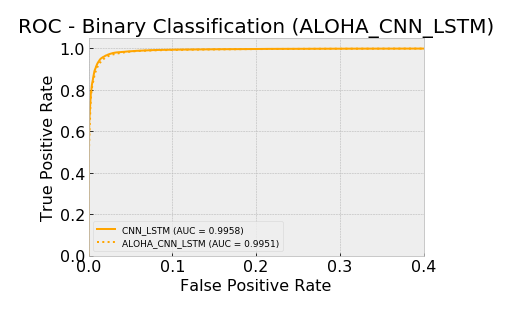 ROC - Binary Classification (ALOHA_CNN_LSTM)
True Positive Rate
1.0
0.8
0.6
0.4
0.2
0.0
CNN_LSTM (AUC = 0.9958)
ALOHA_CNN_LSTM (AUC = 0.9951)
0.0 0.1 0.2 0.3 0.4
False Positive Rate